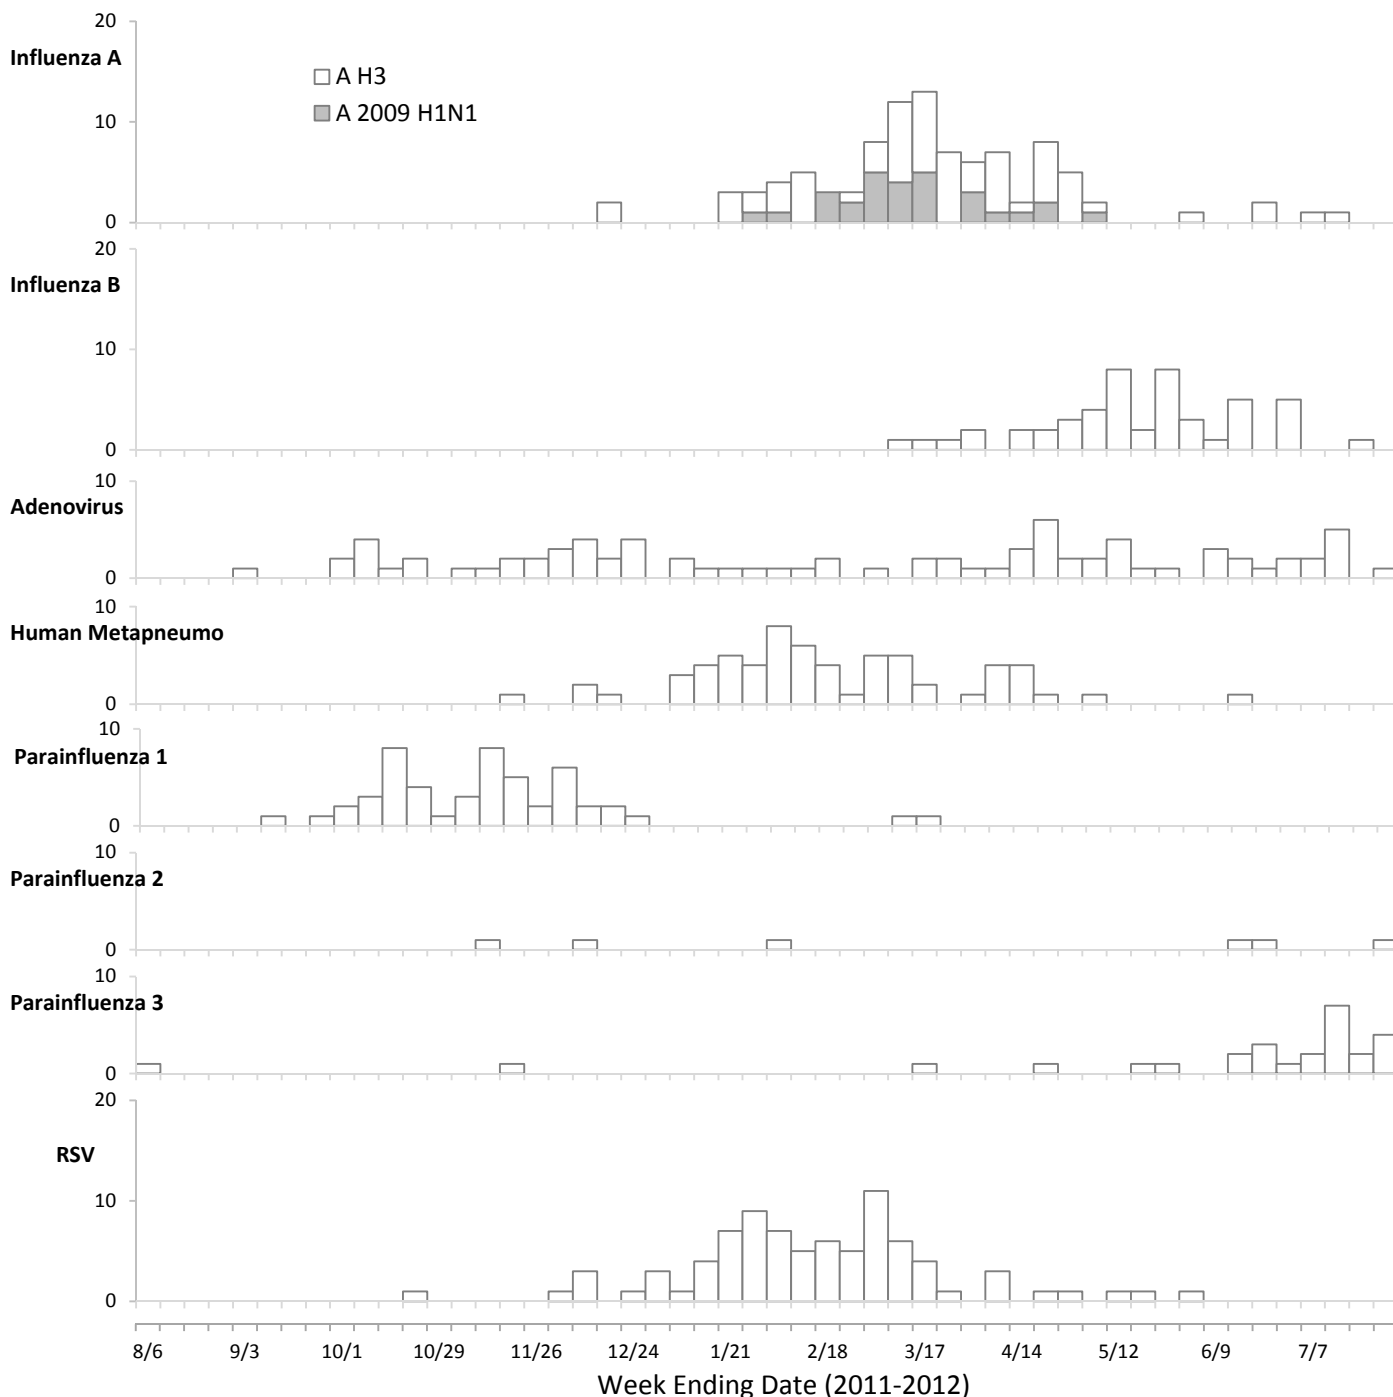 20
Influenza A
A H3
10
A 2009 H1N1
0
20
Influenza B
10
0
10
Adenovirus
0
10
Human Metapneumo
0
10
Parainfluenza 1
0
10
Parainfluenza 2
0
10
Parainfluenza 3
0
20
RSV
10
0
8/6 9/3 10/1 10/29 11/26 12/24 1/21 2/18 3/17 4/14 5/12 6/9 7/7
Week Ending Date (2011-2012)